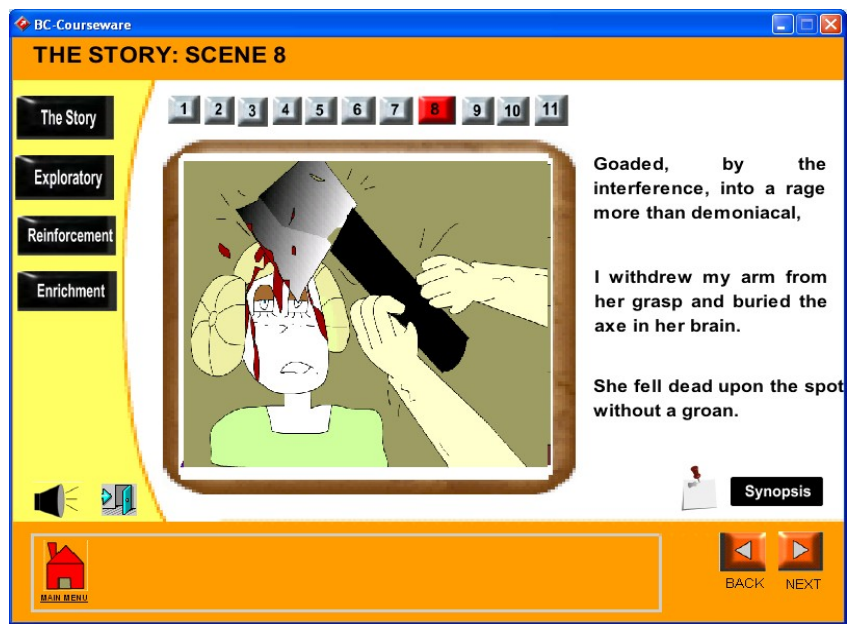 BC-Courseware
THE STORY: SCENE 8
The Story
Exploratory
Reinforcement
Enrichment
1 2 3 4 5 6 7 8 9 10 11
Goaded, by the
interference, into a rage
more than demoniacal,
I withdrew my arm from
her grasp and buried the
axe in her brain.
She fell dead upon the spot
without a groan.
Synopsis
MAIN MENU
BACK NEXT